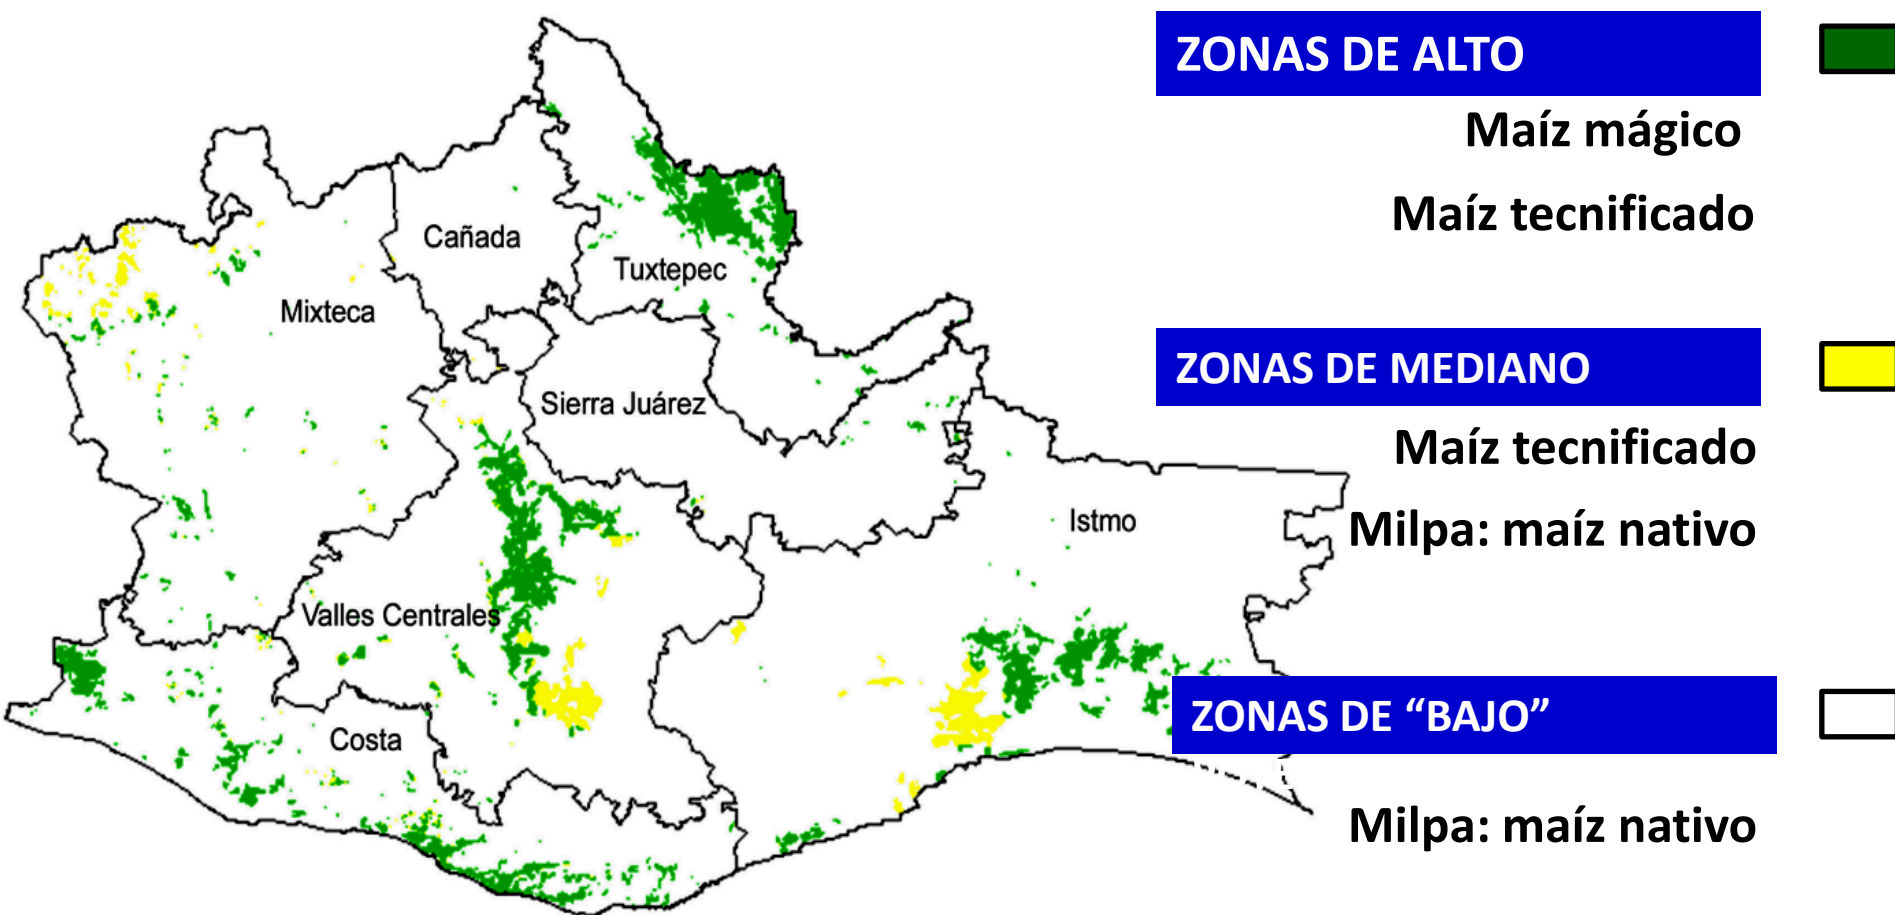 ZONAS DE ALTO
Maíz mágico
Maíz tecnificado
Cañada
Tuxtepec
Mixteca
ZONAS DE MEDIANO
Sierra Juárez
Maíz tecnificado
Istmo
Milpa: maíz nativo
Valles Centrales
ZONAS DE “BAJO”
Costa
Milpa: maíz nativo